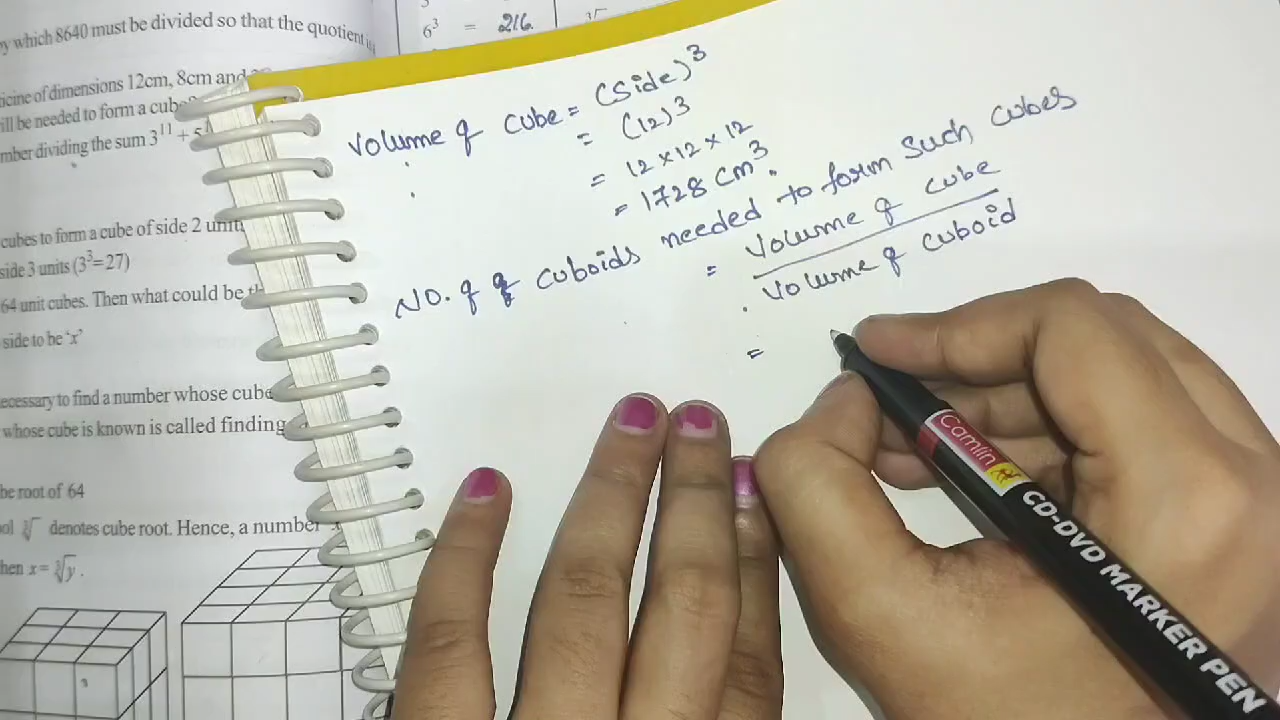 y which 8640 must be divided so that the quotient
icine of dimensions 12cm, 8cm and
ill be needed to form a cube
mber dividing the sum 3¹¹ + 5
cubes to form a cube of side 2 unit
side 3 units (3³=27)
64 unit cubes. Then what could be
side to be 'x'
ecessary to find a number whose cube
whose cube is known is called finding
be root of 64
ol ∛ denotes cube root. Hence, a number
hen x = ∛y .
6³ = 216
Volume of cube = (side)³
= (12)³
= 12 × 12 × 12
= 1728 cm³.
NO. of cuboids needed to form such cubes
= Volume of cube
Volume of cuboid
=
Camlin
CD-DVD MARKER PEN